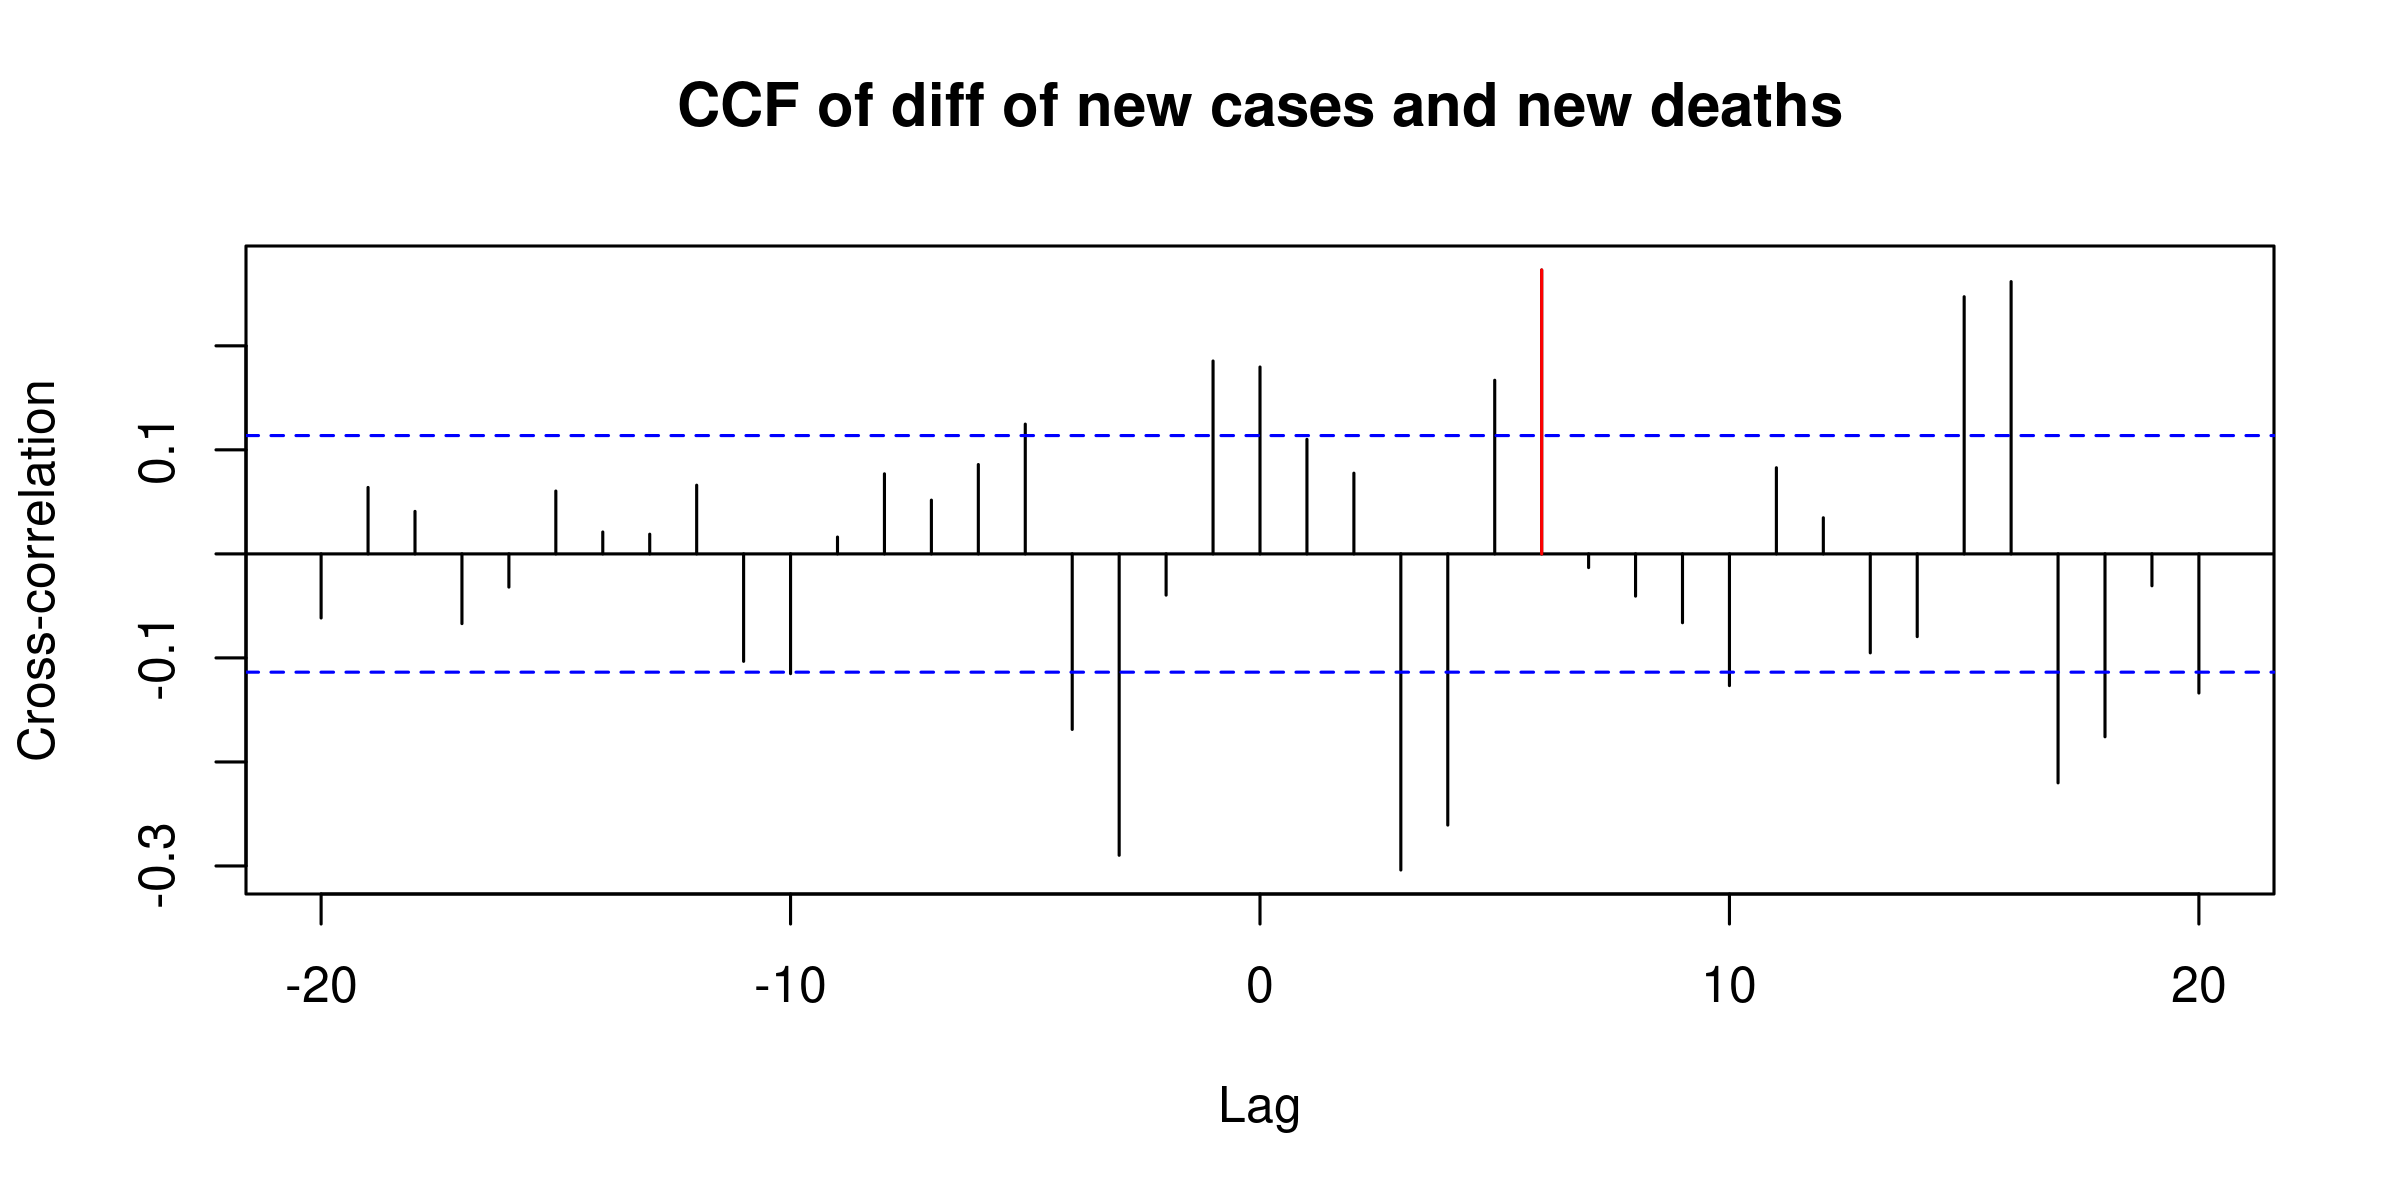 CCF of diff of new cases and new deaths
Cross-correlation
0.1
-0.1
-0.3
-20 -10 0 10 20
Lag